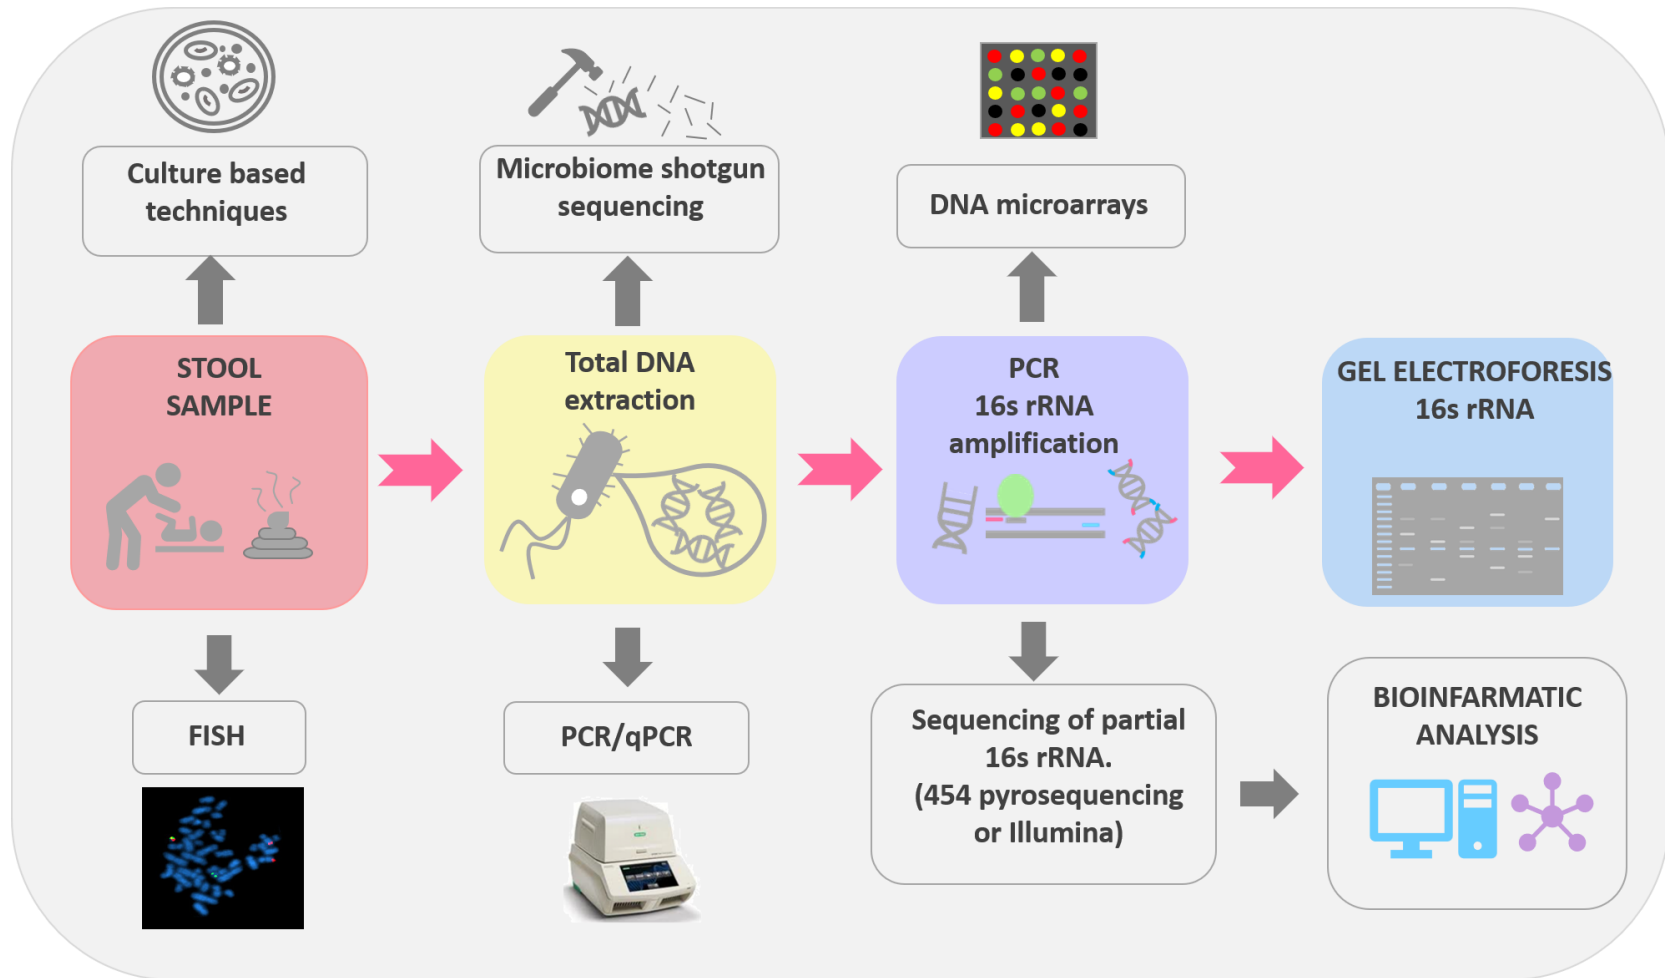 Culture based
techniques
Microbiome shotgun
sequencing
DNA microarrays
STOOL
SAMPLE
Total DNA
extraction
PCR
16s rRNA
amplification
GEL ELECTROFORESIS
16s rRNA
FISH
PCR/qPCR
Sequencing of partial
16s rRNA.
(454 pyrosequencing
or Illumina)
BIOINFARMATIC
ANALYSIS